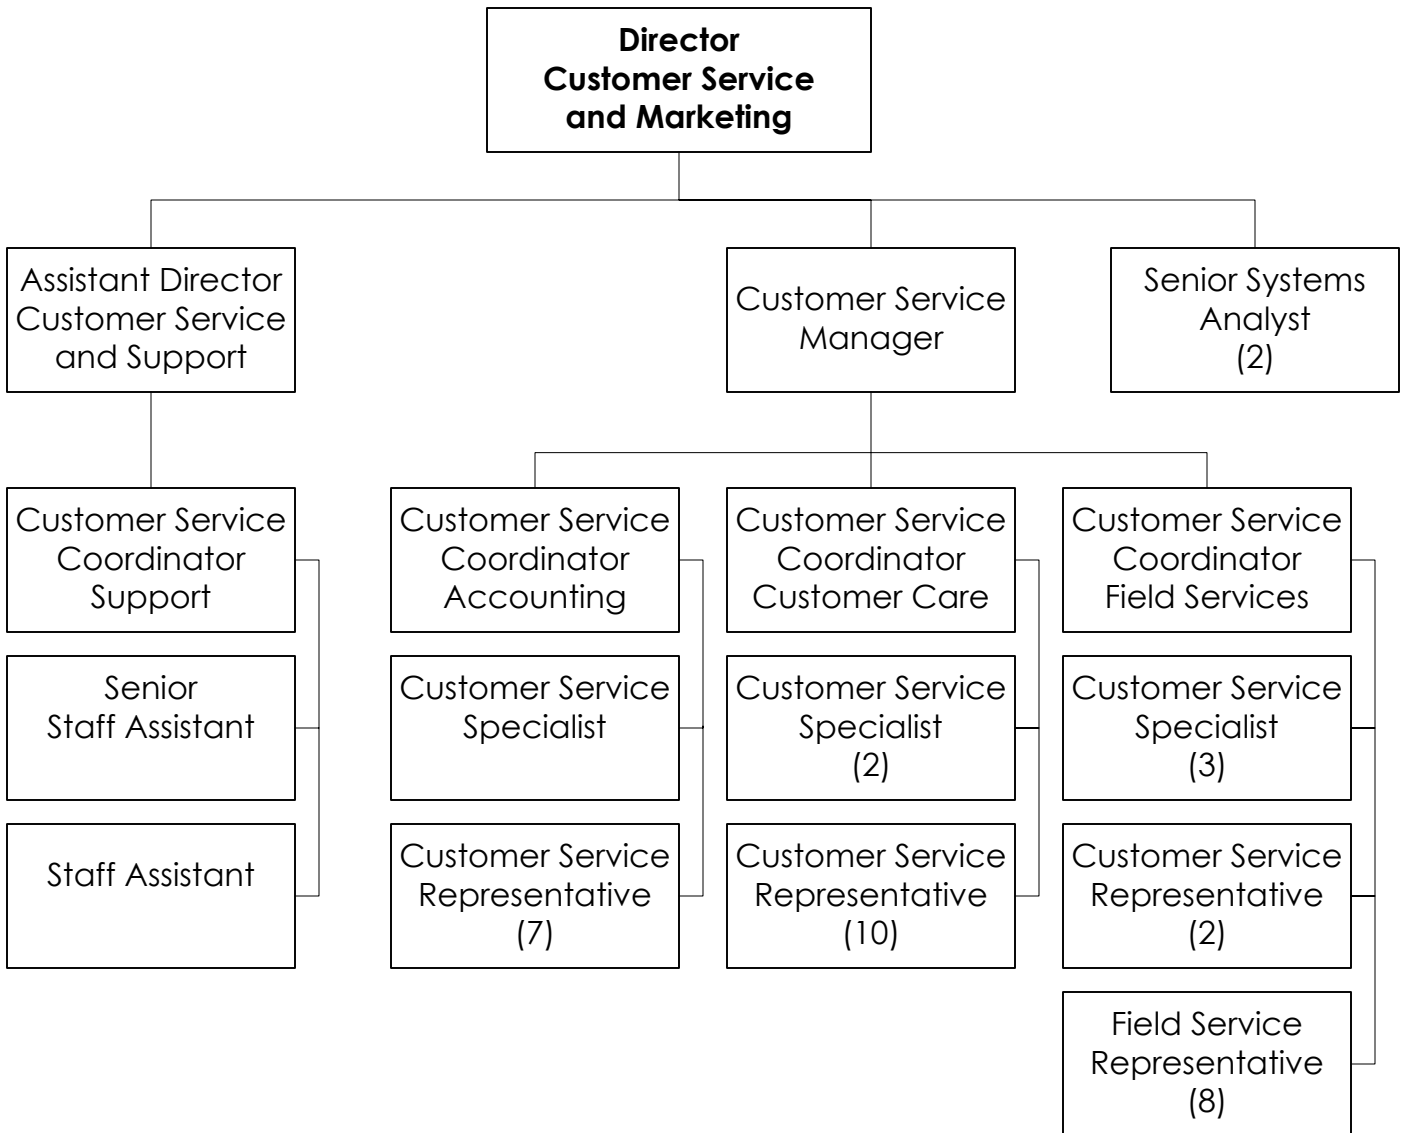 Director
Customer Service
and Marketing
Assistant Director
Customer Service
and Support
Customer Service
Manager
Senior Systems
Analyst
(2)
Customer Service
Coordinator
Support
Customer Service
Coordinator
Accounting
Customer Service
Coordinator
Customer Care
Customer Service
Coordinator
Field Services
Senior
Staff Assistant
Customer Service
Specialist
Customer Service
Specialist
(2)
Customer Service
Specialist
(3)
Staff Assistant
Customer Service
Representative
(7)
Customer Service
Representative
(10)
Customer Service
Representative
(2)
Field Service
Representative
(8)